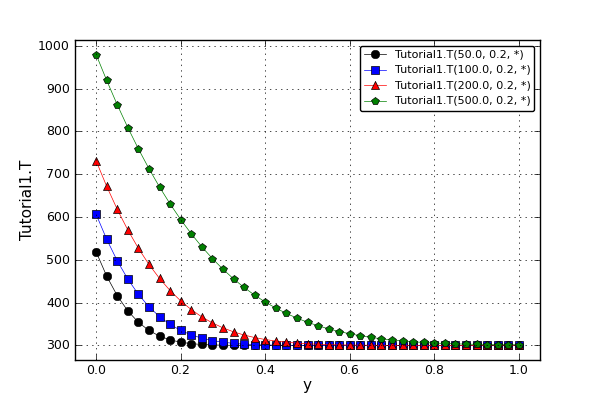 1000
900
800
700
600
500
400
300
Tutorial1.T
0.0 0.2 0.4 0.6 0.8 1.0
y
Tutorial1.T(50.0, 0.2, *)
Tutorial1.T(100.0, 0.2, *)
Tutorial1.T(200.0, 0.2, *)
Tutorial1.T(500.0, 0.2, *)